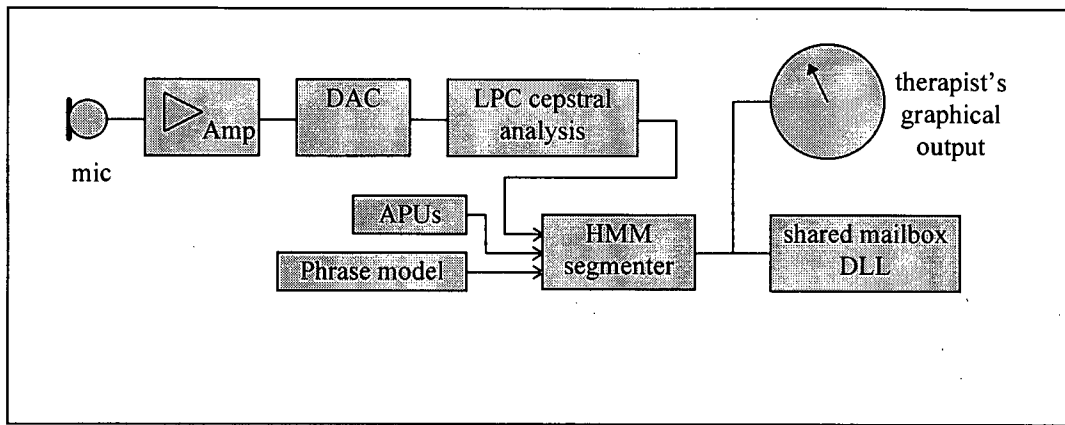 mic
Amp
DAC
LPC cepstral
analysis
therapist's
graphical
output
APUs
Phrase model
HMM
segmenter
shared mailbox
DLL